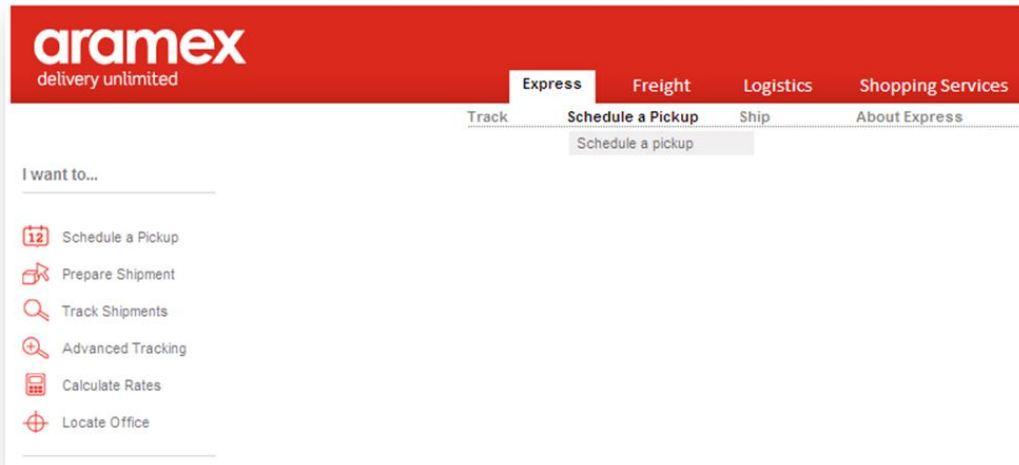 aramex
delivery unlimited
Express Freight Logistics Shopping Services
Track Schedule a Pickup Ship About Express
Schedule a pickup
I want to...
12 Schedule a Pickup
Prepare Shipment
Track Shipments
Advanced Tracking
Calculate Rates
Locate Office